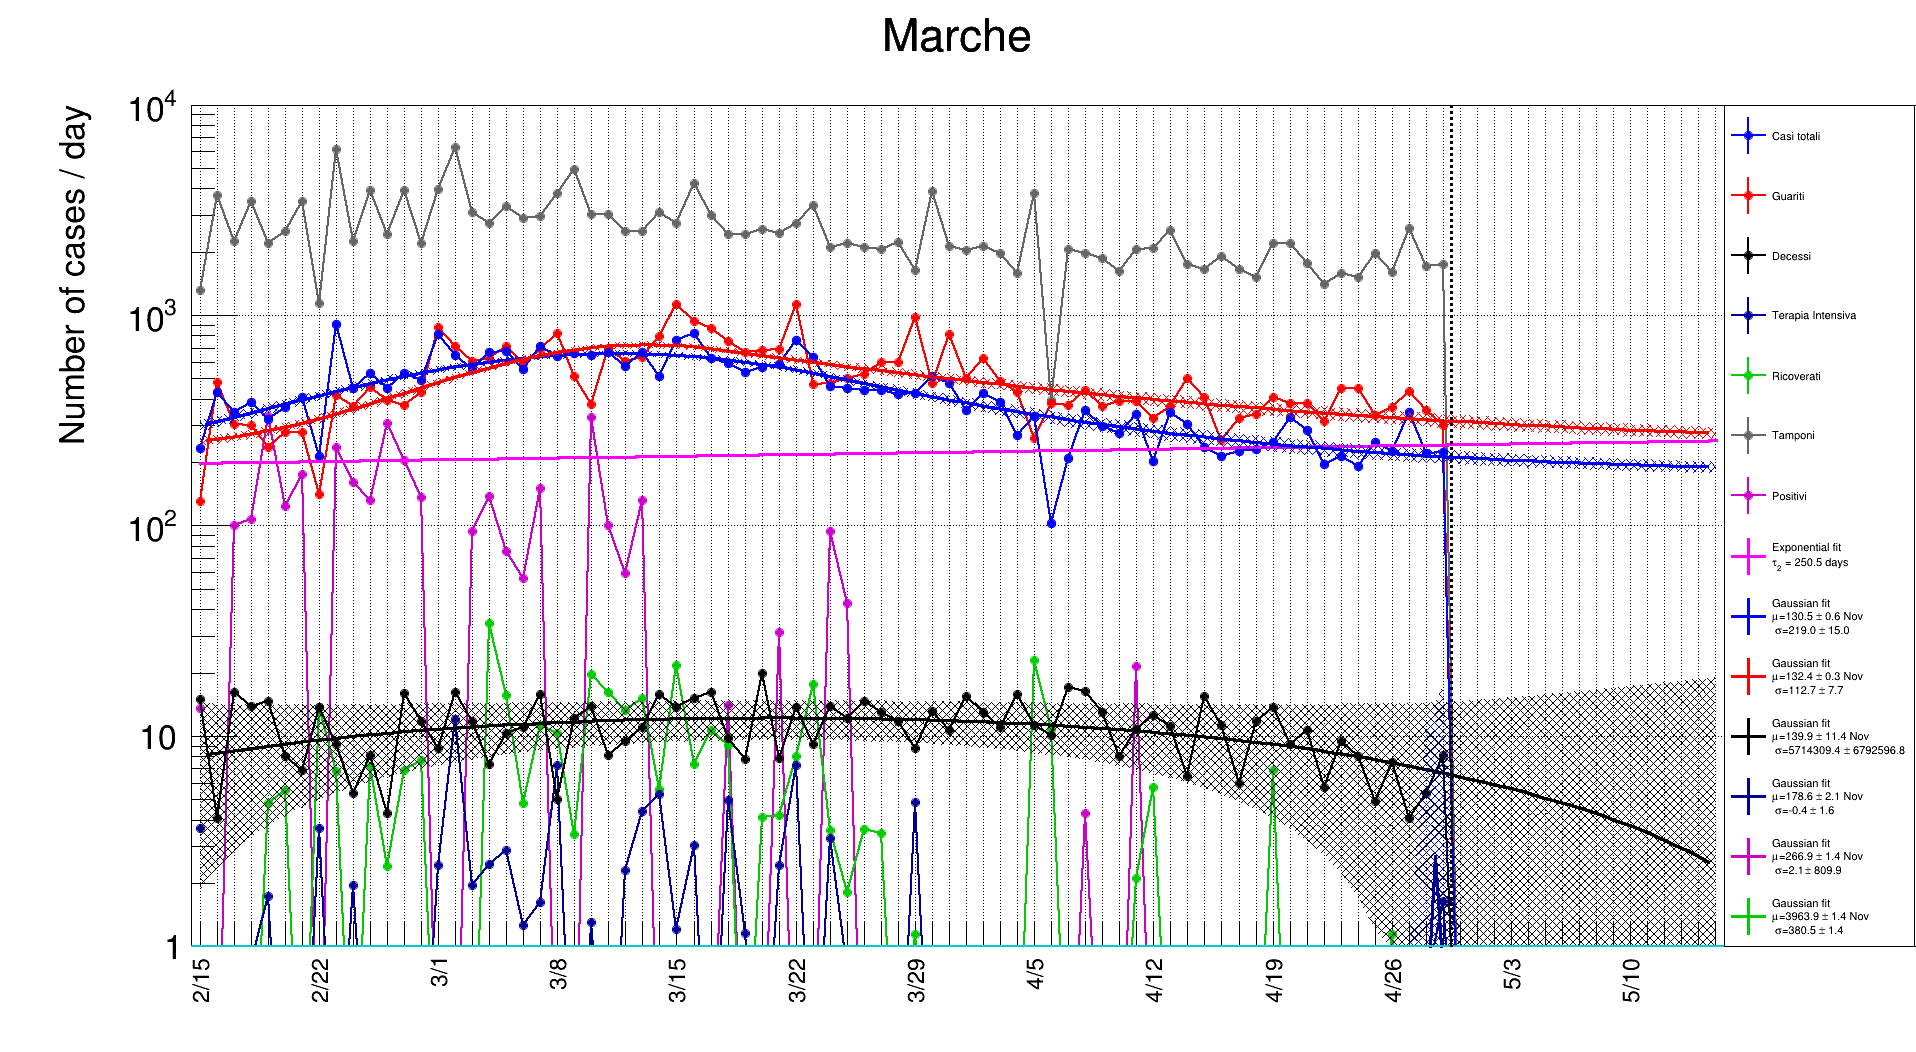 Marche
Number of cases / day
10^4
10^3
10^2
10
1
2/15
2/22
3/1
3/8
3/15
3/22
3/29
4/5
4/12
4/19
4/26
5/3
5/10
Casi totali
Guariti
Decessi
Terapia Intensiva
Ricoverati
Tamponi
Positivi
Exponential fit
τ2 = 250.5 days
Gaussian fit
μ=130.5 ± 0.6 Nov
σ=219.0 ± 15.0
Gaussian fit
μ=132.4 ± 0.3 Nov
σ=112.7 ± 7.7
Gaussian fit
μ=139.9 ± 11.4 Nov
σ=5714309.4 ± 6792596.8
Gaussian fit
μ=178.6 ± 2.1 Nov
σ=-0.4 ± 1.6
Gaussian fit
μ=266.9 ± 1.4 Nov
σ=2.1 ± 809.9
Gaussian fit
μ=3963.9 ± 1.4 Nov
σ=380.5 ± 1.4